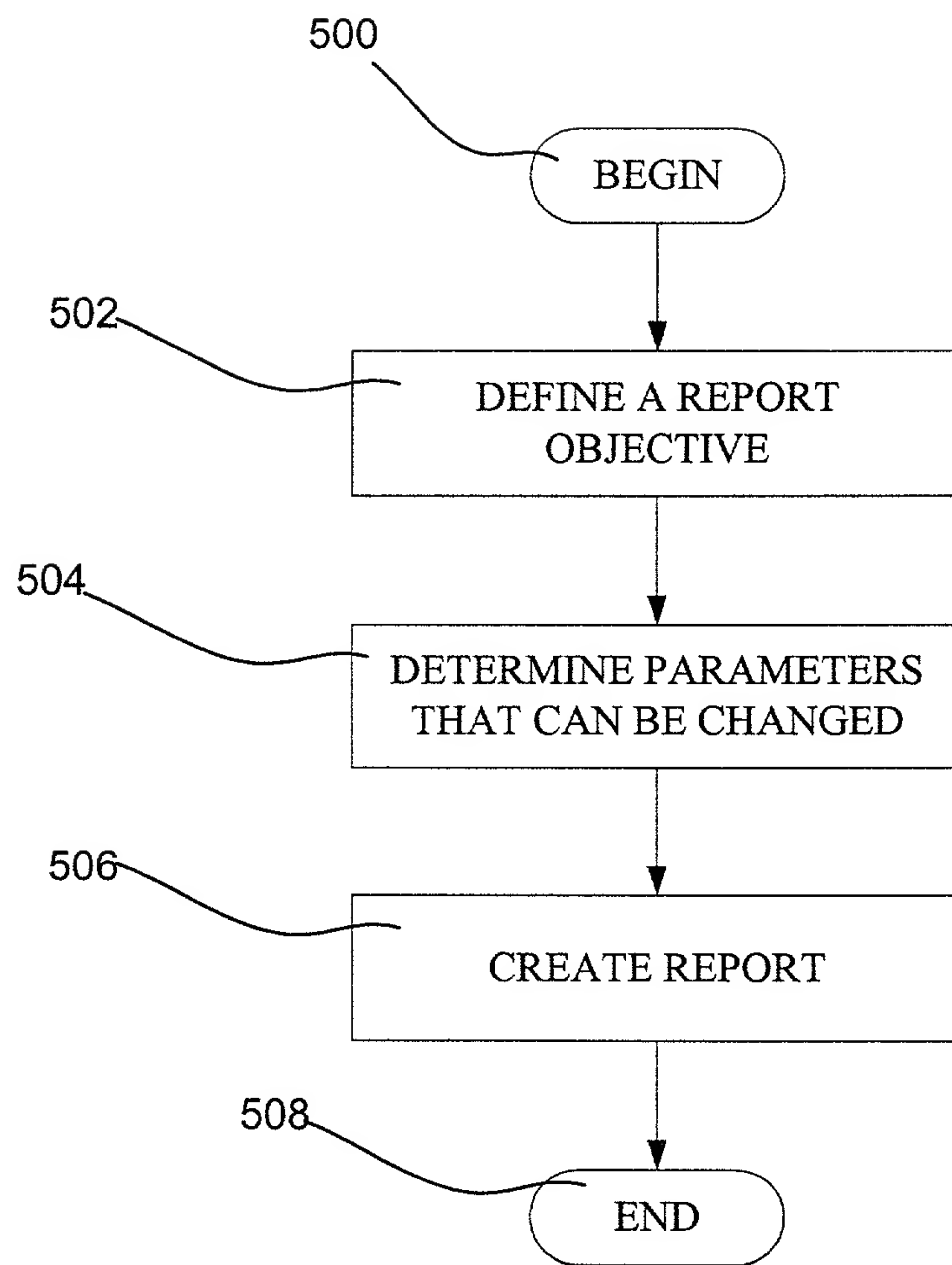 500
BEGIN
502
DEFINE A REPORT
OBJECTIVE
504
DETERMINE PARAMETERS
THAT CAN BE CHANGED
506
CREATE REPORT
508
END